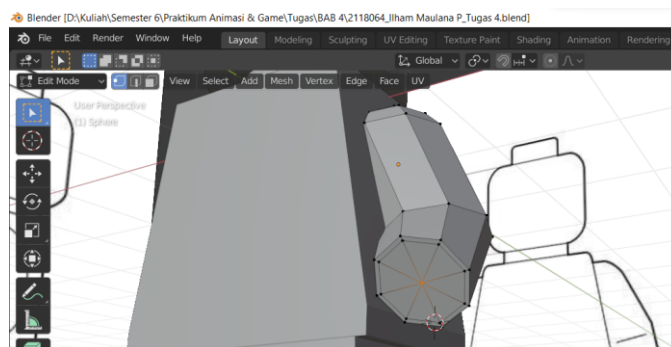 Blender [D:\Kuliah\Semester 6\Praktikum Animasi & Game\Tugas\BAB 4\2118064_Ilham Maulana P_Tugas 4.blend]
File Edit Render Window Help Layout Modeling Sculpting UV Editing Texture Paint Shading Animation Rendering
Global
Edit Mode View Select Add Mesh Vertex Edge Face UV
User Perspective
(1) Sphere